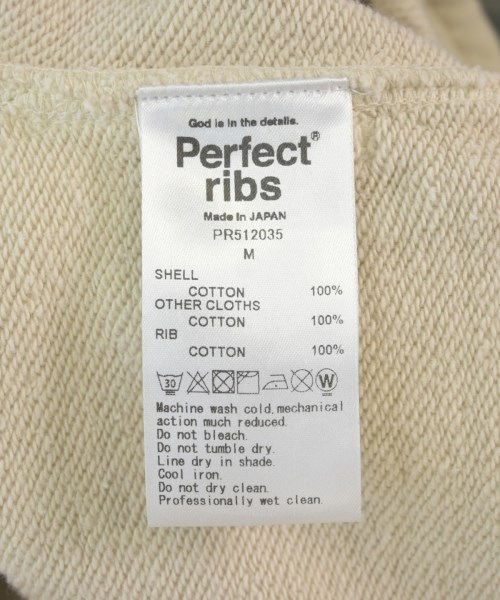 God is in the details.
Perfect®
ribs
Made in JAPAN
PR512035
M
SHELL
COTTON 100%
OTHER CLOTHS
COTTON 100%
RIB
COTTON 100%
30 W
Machine wash cold, mechanical
action much reduced.
Do not bleach.
Do not tumble dry.
Line dry in shade.
Cool iron.
Do not dry clean.
Professionally wet clean.